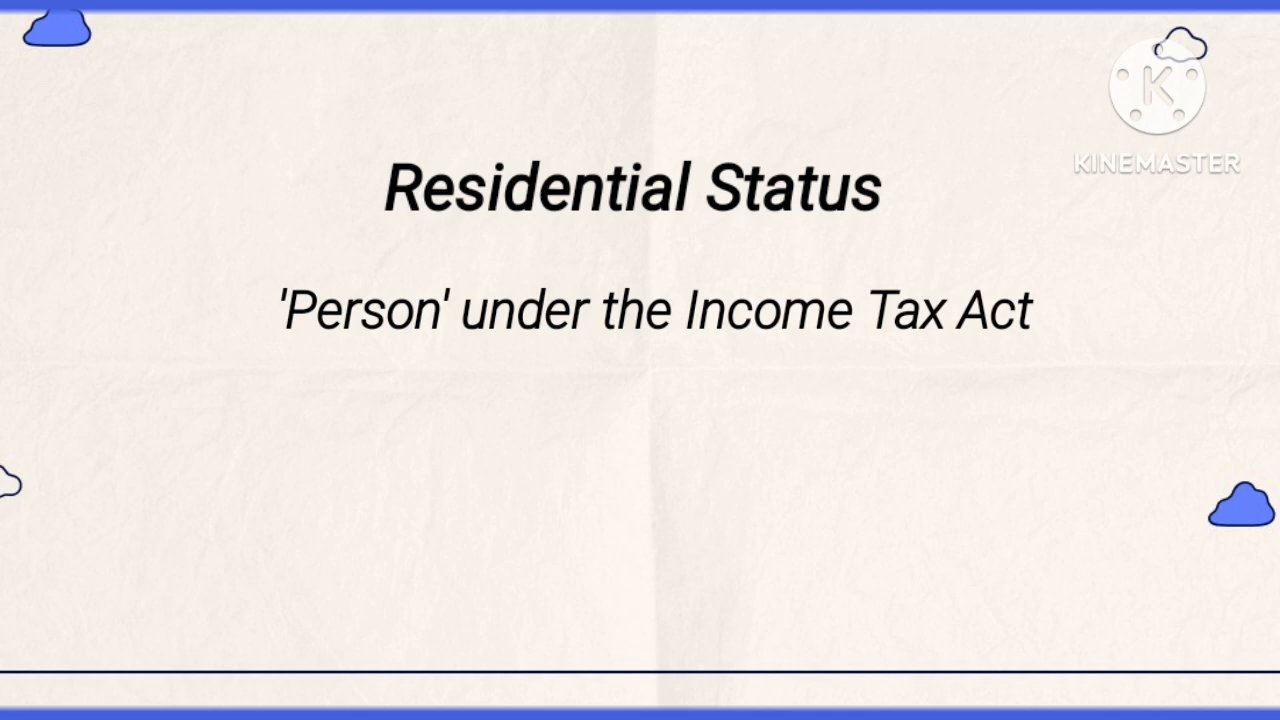 K
KINEMASTER
Residential Status
'Person' under the Income Tax Act